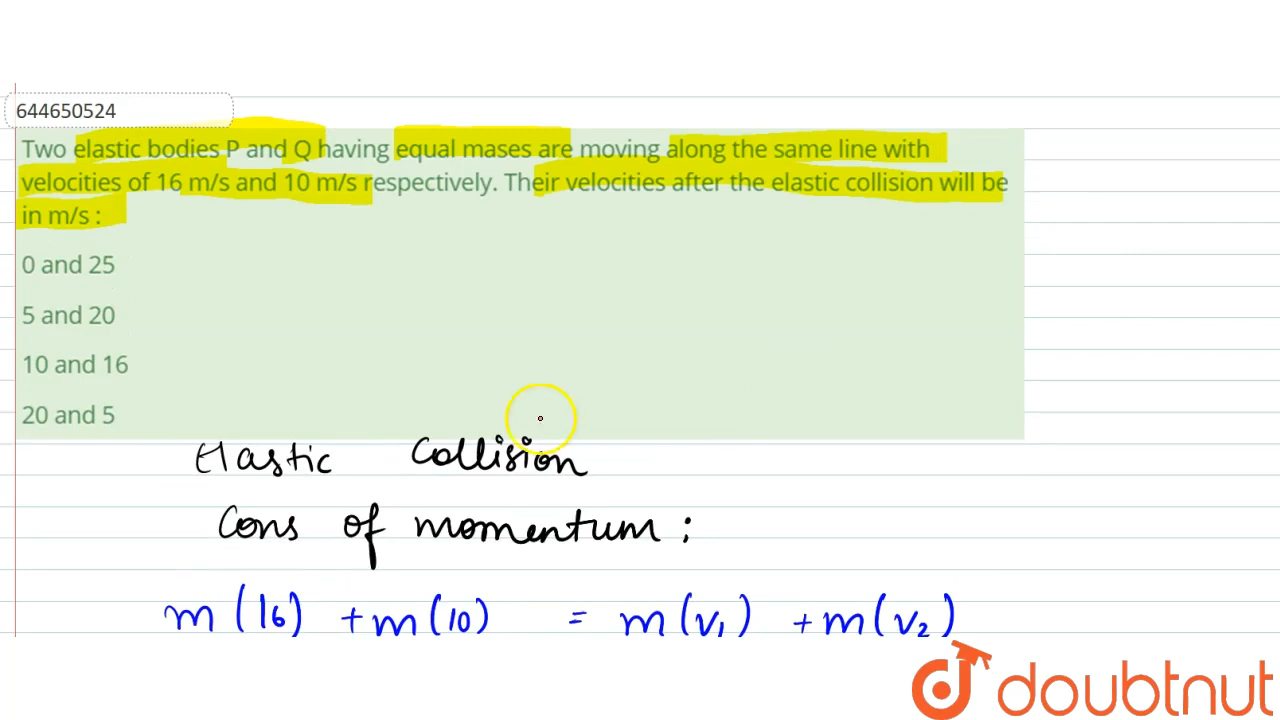 644650524
Two elastic bodies P and Q having equal mases are moving along the same line with
velocities of 16 m/s and 10 m/s respectively. Their velocities after the elastic collision will be
in m/s :
0 and 25
5 and 20
10 and 16
20 and 5
Elastic Collision
Cons of momentum :
m(16) + m(10) = m(v₁) + m(v₂)
doubtnut